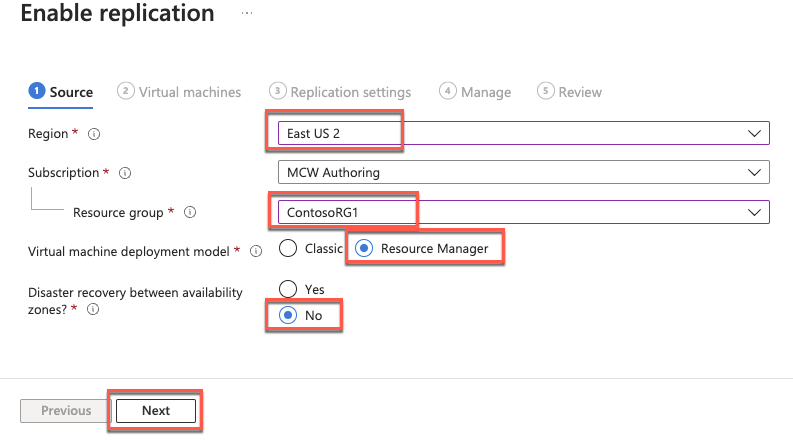 Enable replication ...
1 Source 2 Virtual machines 3 Replication settings 4 Manage 5 Review
Region * i East US 2
Subscription * i MCW Authoring
Resource group * i ContosoRG1
Virtual machine deployment model * i Classic Resource Manager
Disaster recovery between availability Yes
zones? * i No
Previous Next